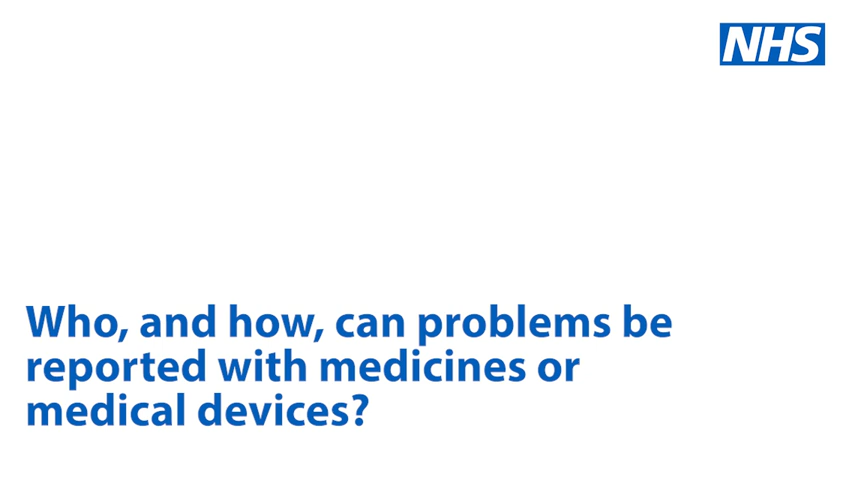 NHS
Who, and how, can problems be
reported with medicines or
medical devices?